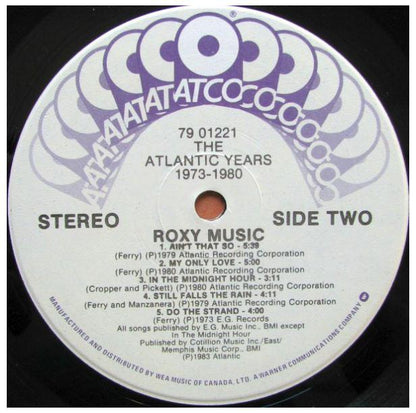 ATCO
79 01221
THE
ATLANTIC YEARS
1973-1980
STEREO
SIDE TWO
ROXY MUSIC
1. AIN'T THAT SO - 5:39
(Ferry) (P)1979 Atlantic Recording Corporation
2. MY ONLY LOVE - 5:00
(Ferry) (P)1980 Atlantic Recording Corporation
3. IN THE MIDNIGHT HOUR - 3:11
(Cropper and Pickett) (P)1980 Atlantic Recording Corporation
4. STILL FALLS THE RAIN - 4:11
(Ferry and Manzanera) (P)1979 Atlantic Recording Corporation
5. DO THE STRAND - 4:00
(Ferry) (P)1973 E.G. Records
All songs published by E.G. Music Inc., BMI except
In The Midnight Hour
Published by Cotillion Music Inc./East/
Memphis Music Corp., BMI
(P)1983 Atlantic
MANUFACTURED AND DISTRIBUTED BY WEA MUSIC OF CANADA, LTD. A WARNER COMMUNICATIONS COMPANY